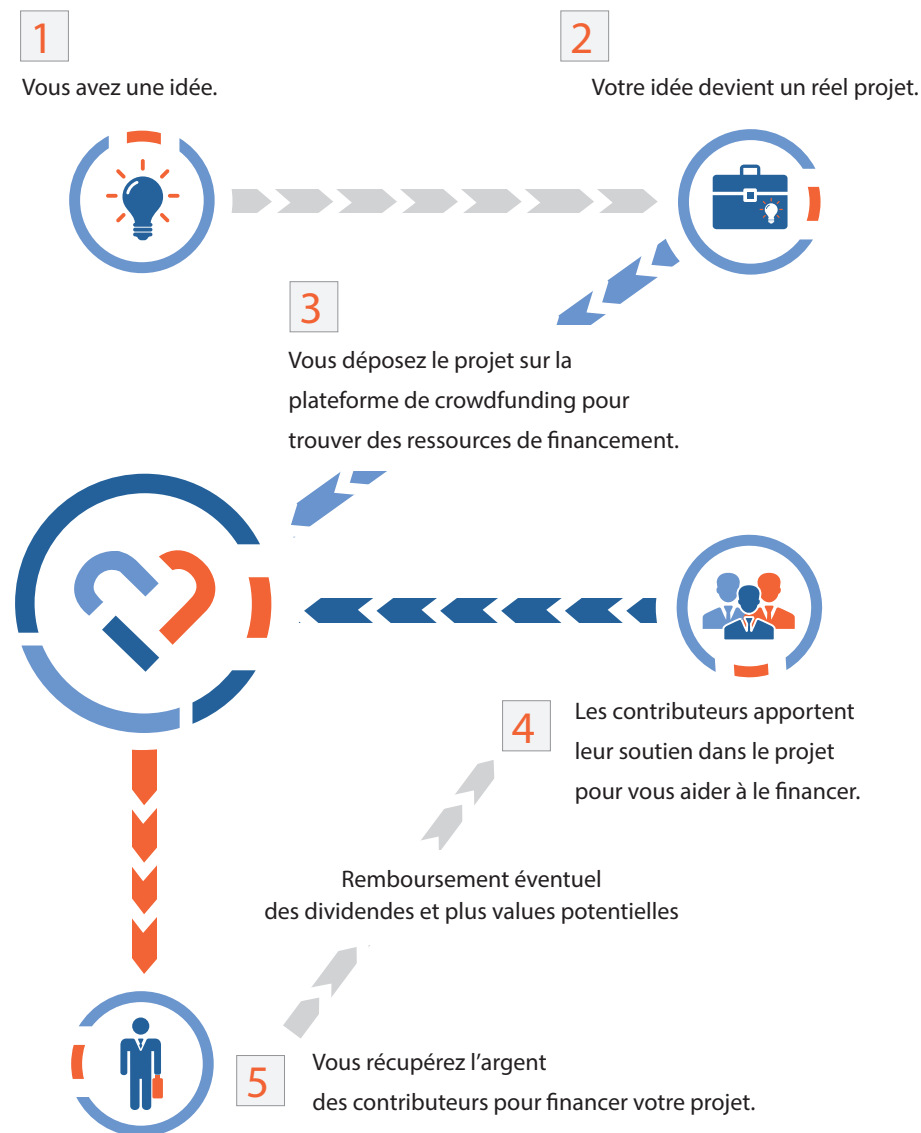 1
Vous avez une idée.
2
Votre idée devient un réel projet.
3
Vous déposez le projet sur la
plateforme de crowdfunding pour
trouver des ressources de financement.
4
Les contributeurs apportent
leur soutien dans le projet
pour vous aider à le financer.
Remboursement éventuel
des dividendes et plus values potentielles
5
Vous récupérez l’argent
des contributeurs pour financer votre projet.